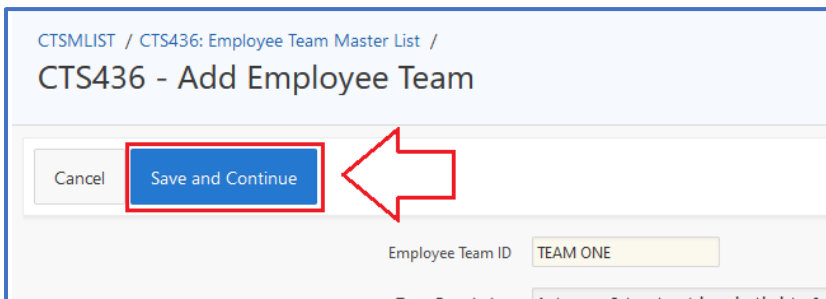 CTSMLIST / CTS436: Employee Team Master List /
CTS436 - Add Employee Team
Cancel Save and Continue
Employee Team ID TEAM ONE